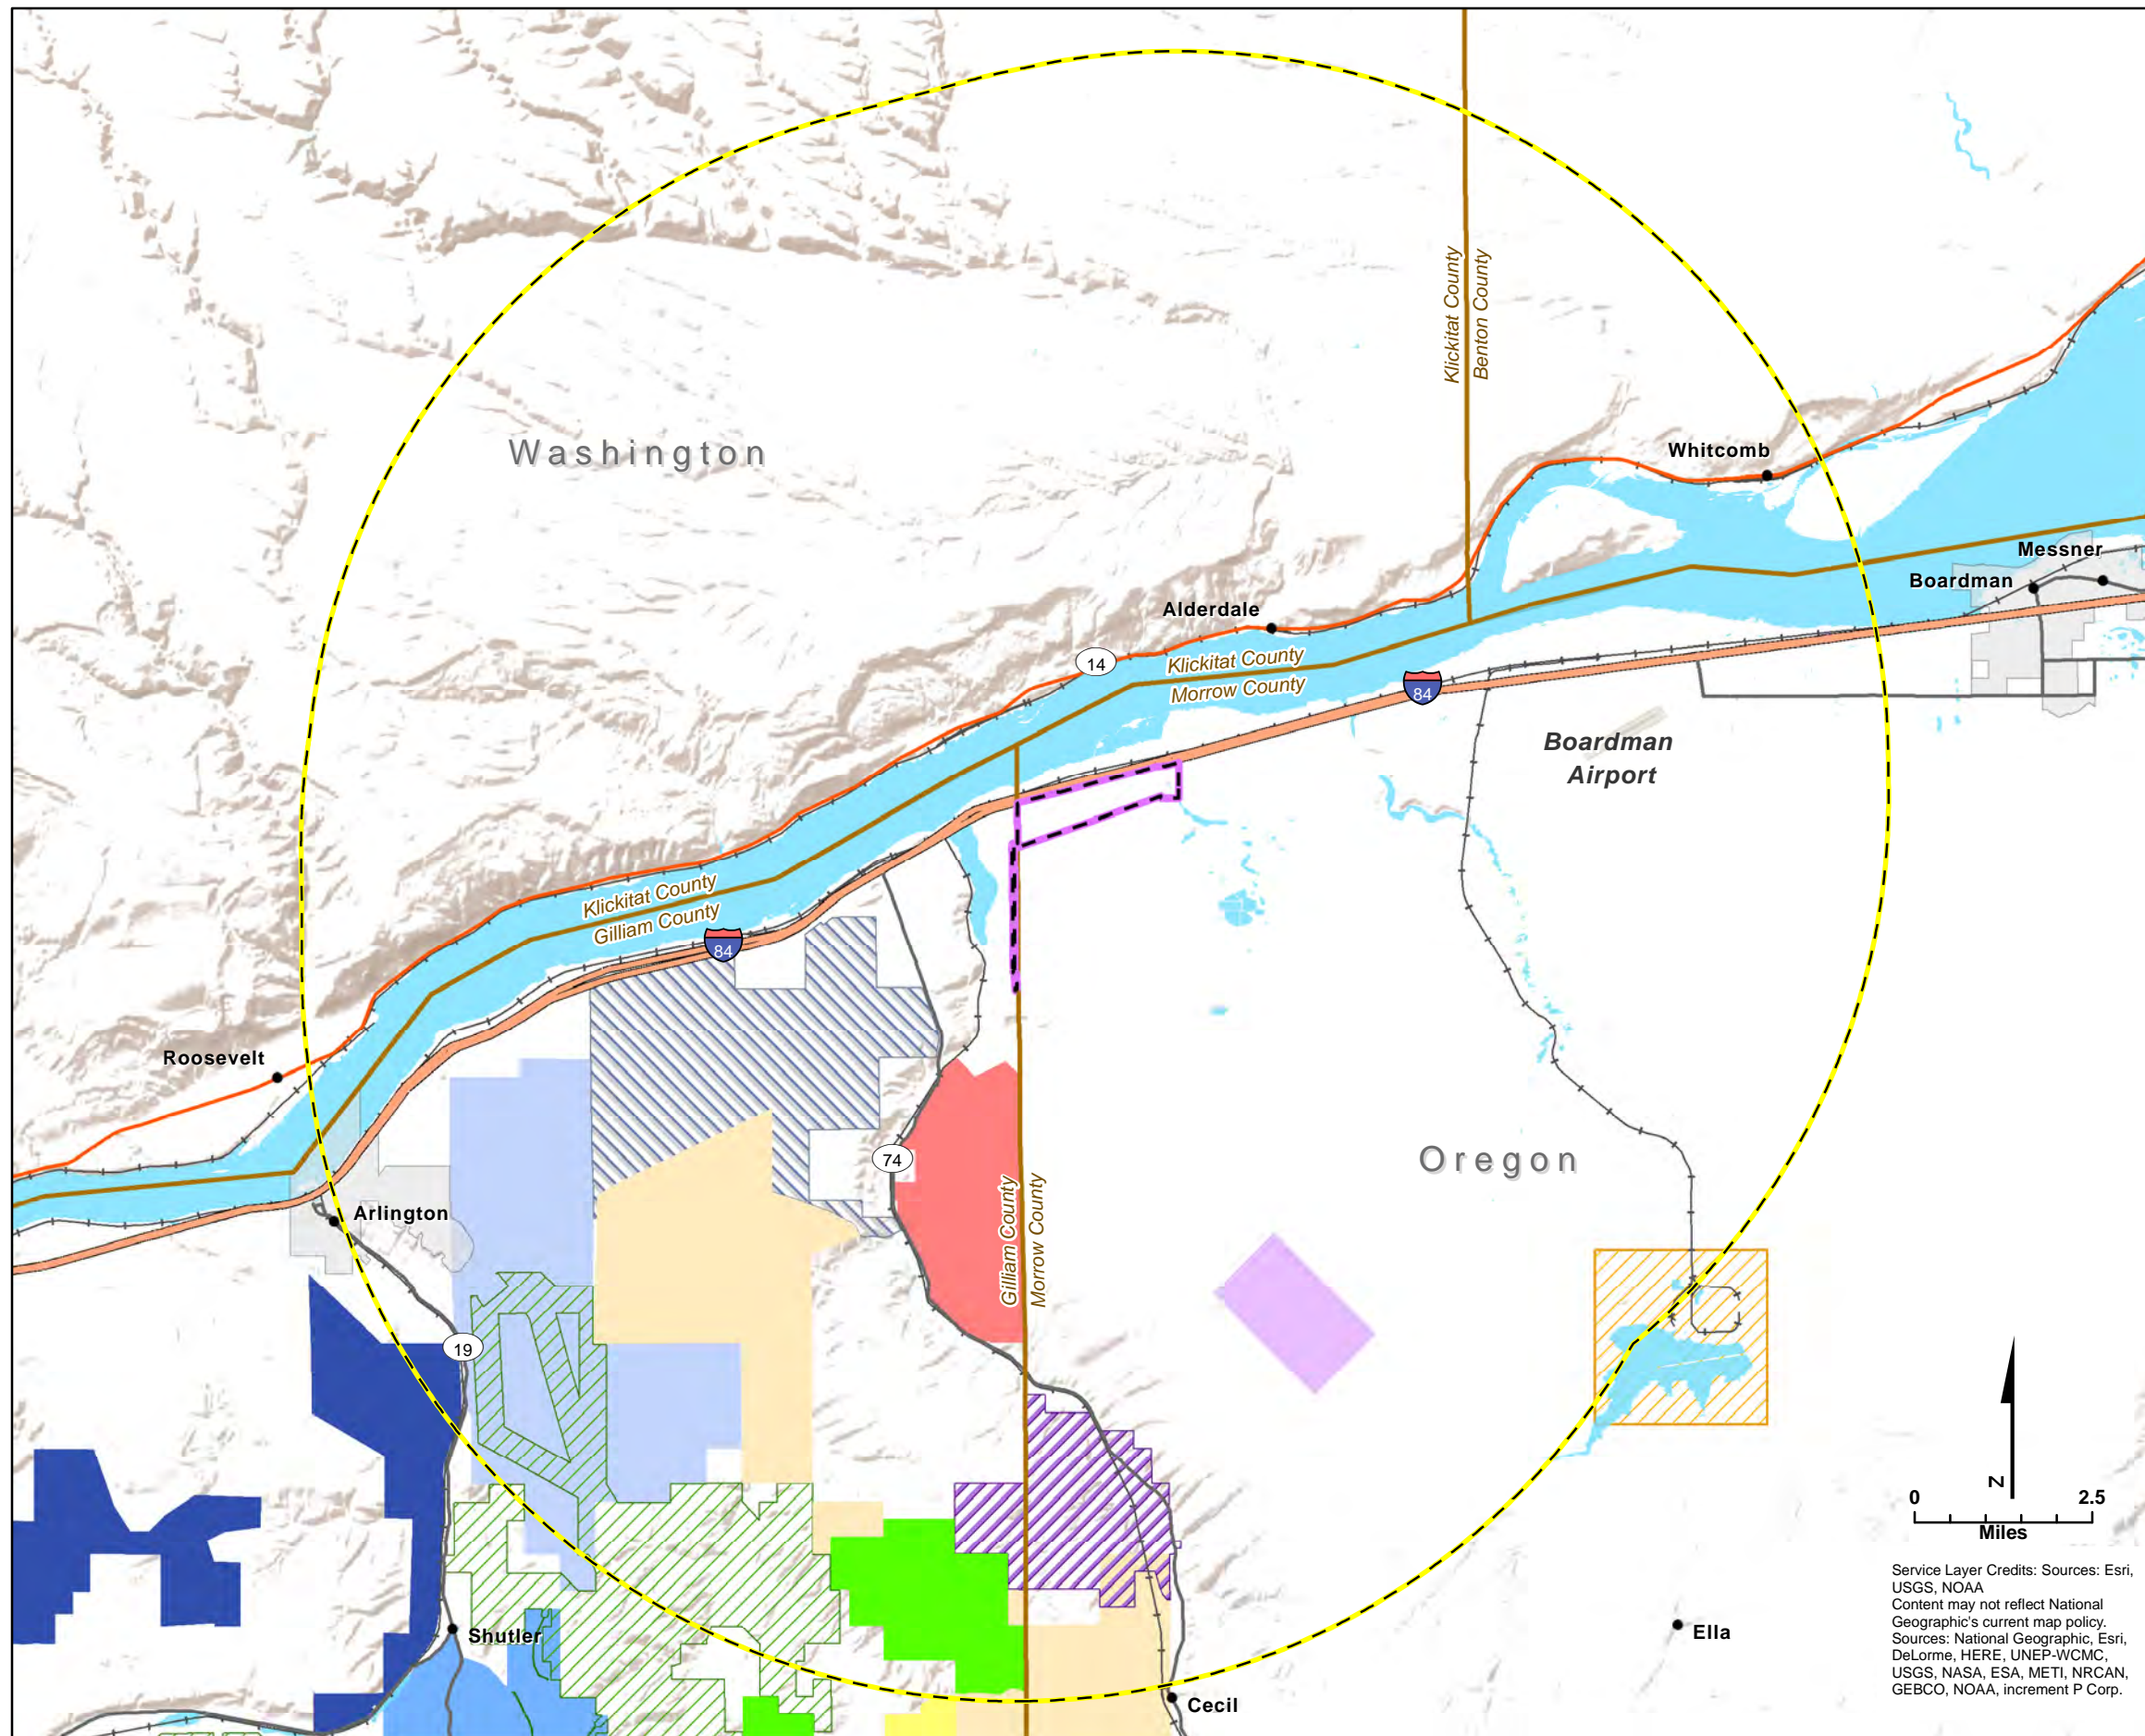 Klickitat County
Benton County
Washington
Whitcomb
Messner
Boardman
Alderdale
14
Klickitat County
Morrow County
84
Boardman
Airport
Klickitat County
Gilliam County
84
Roosevelt
74
Oregon
Gilliam County
Morrow County
Arlington
19
N
0 2.5
Miles
Service Layer Credits: Sources: Esri,
USGS, NOAA
Content may not reflect National
Geographic's current map policy.
Sources: National Geographic, Esri,
DeLorme, HERE, UNEP-WCMC,
USGS, NASA, ESA, METI, NRCAN,
GEBCO, NOAA, increment P Corp.
Shutler
Ella
Cecil